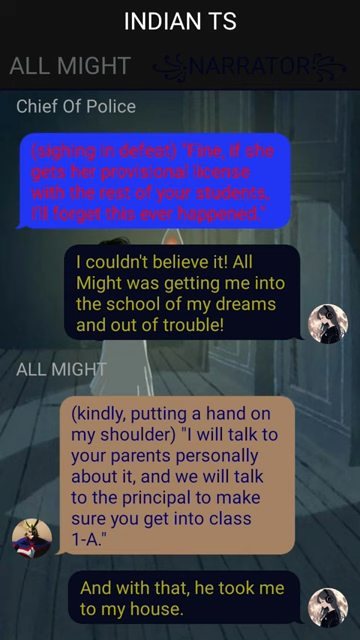 INDIAN TS
ALL MIGHT
NARRATOR
Chief Of Police
(sighing in defeat) "Fine, if she
gets her provisional license
with the rest of your students,
I'll forget this ever happened."
I couldn't believe it! All
Might was getting me into
the school of my dreams
and out of trouble!
ALL MIGHT
(kindly, putting a hand on
my shoulder) "I will talk to
your parents personally
about it, and we will talk
to the principal to make
sure you get into class
1-A."
And with that, he took me
to my house.